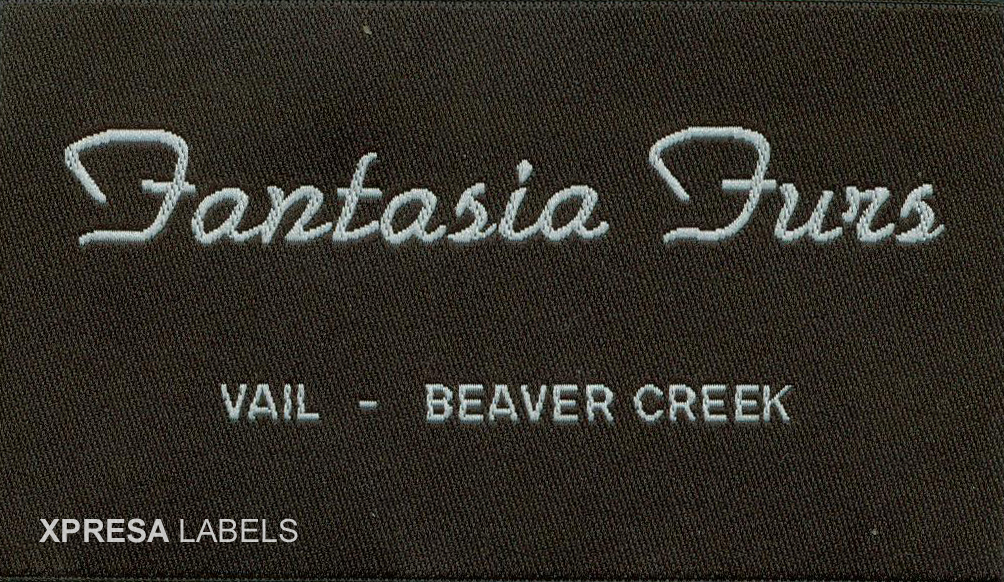 Fantasia Furs
VAIL - BEAVER CREEK
XPRESA LABELS